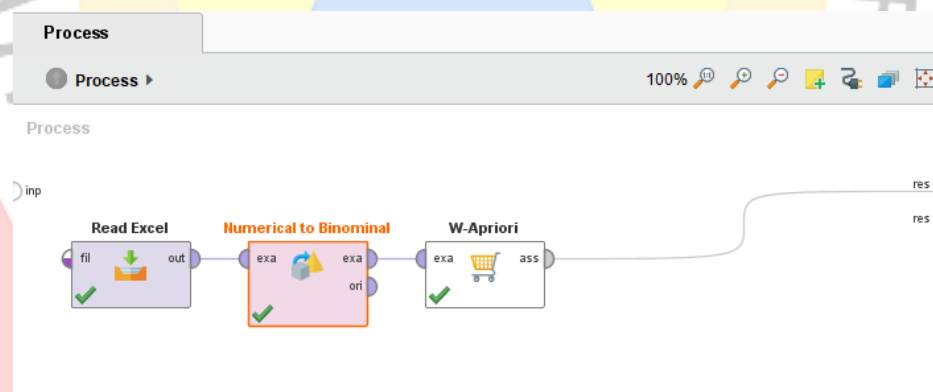 Process
Process
100%
Process
inp
res
res
Read Excel
Numerical to Binominal
W-Apriori
fil out
exa exa
ori
exa ass